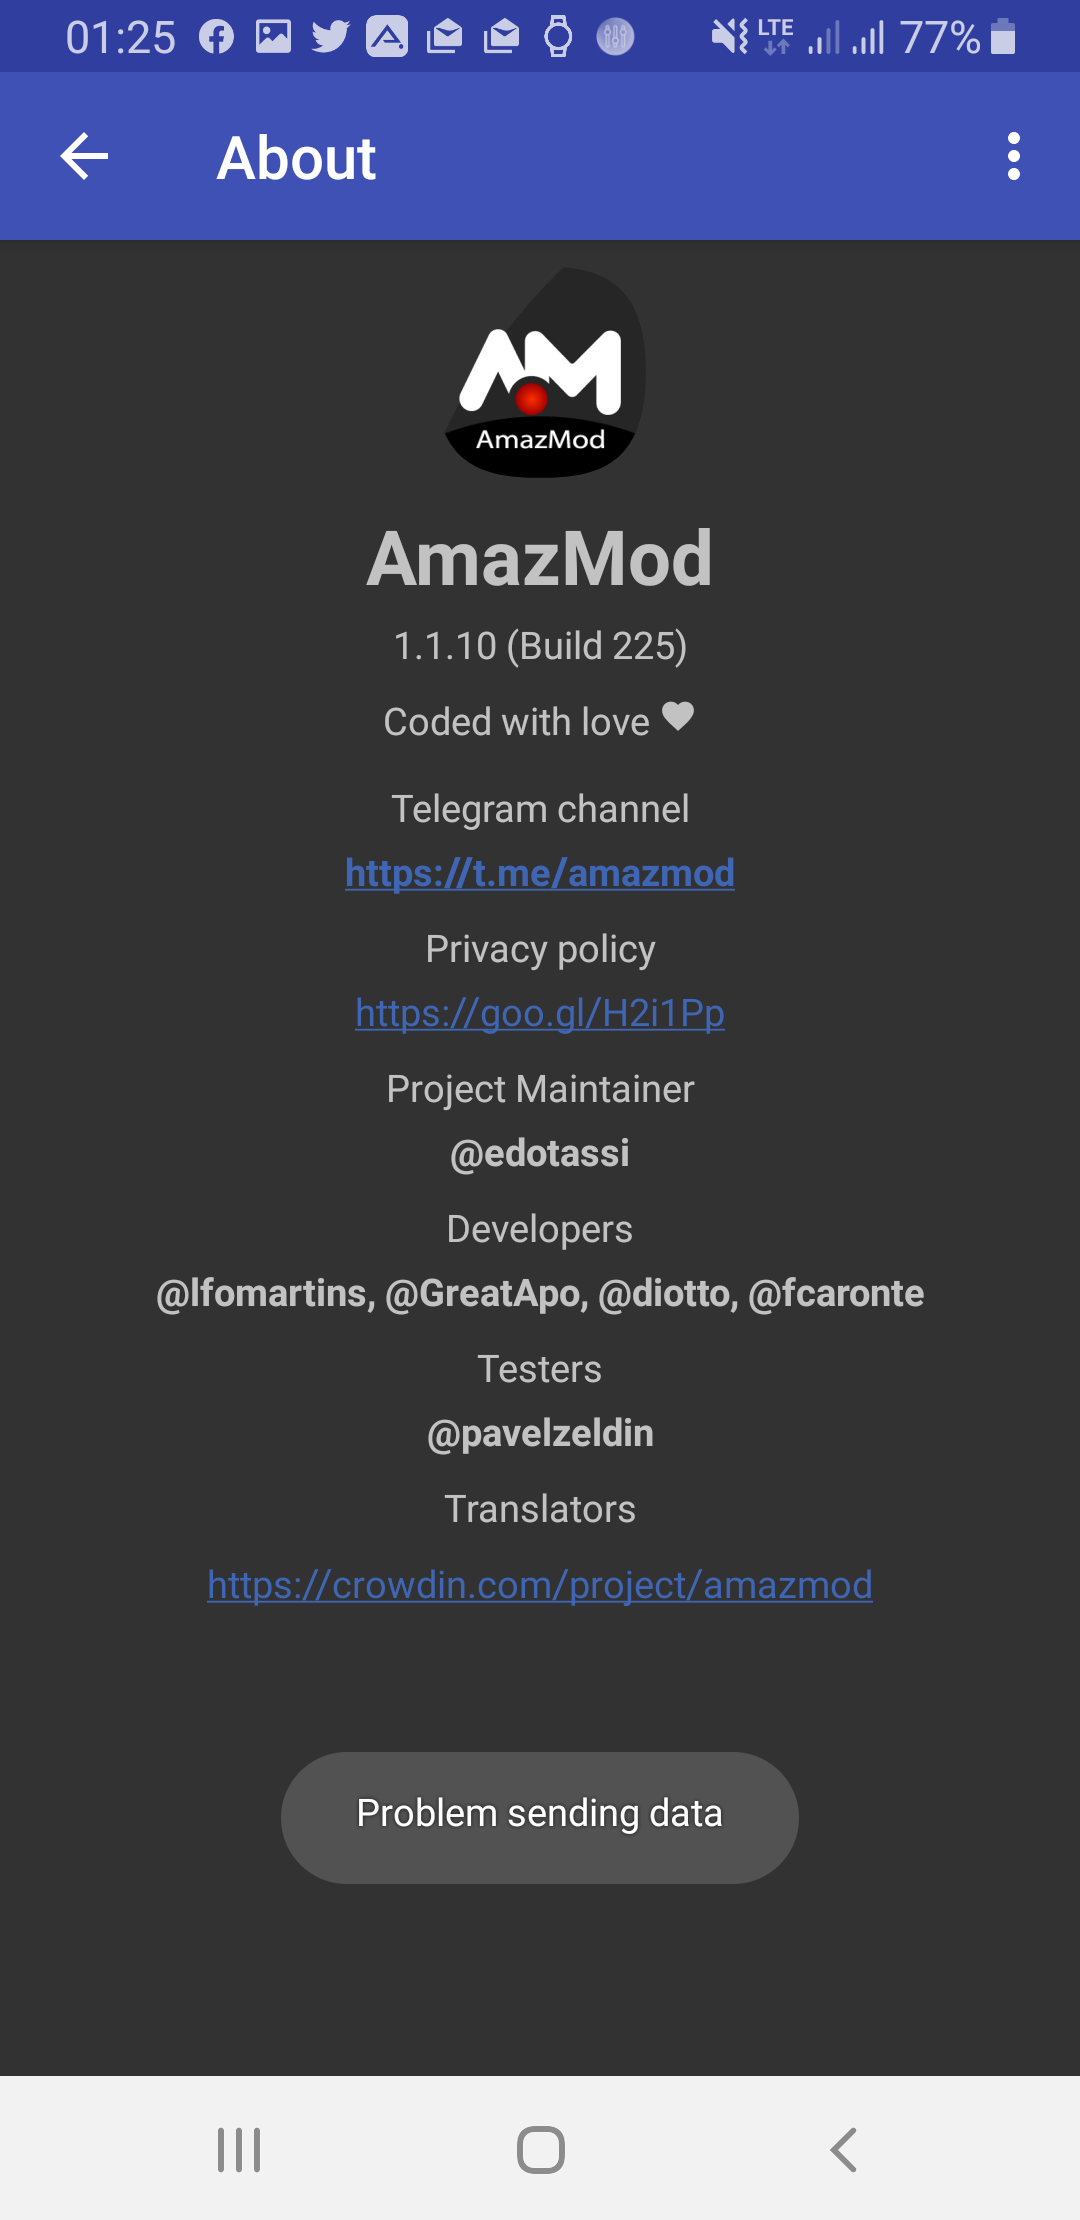 01:25 LTE 77%
About
AM
AmazMod
AmazMod
1.1.10 (Build 225)
Coded with love
Telegram channel
https://t.me/amazmod
Privacy policy
https://goo.gl/H2i1Pp
Project Maintainer
@edotassi
Developers
@lfomartins, @GreatApo, @diotto, @fcaronte
Testers
@pavelzeldin
Translators
https://crowdin.com/project/amazmod
Problem sending data